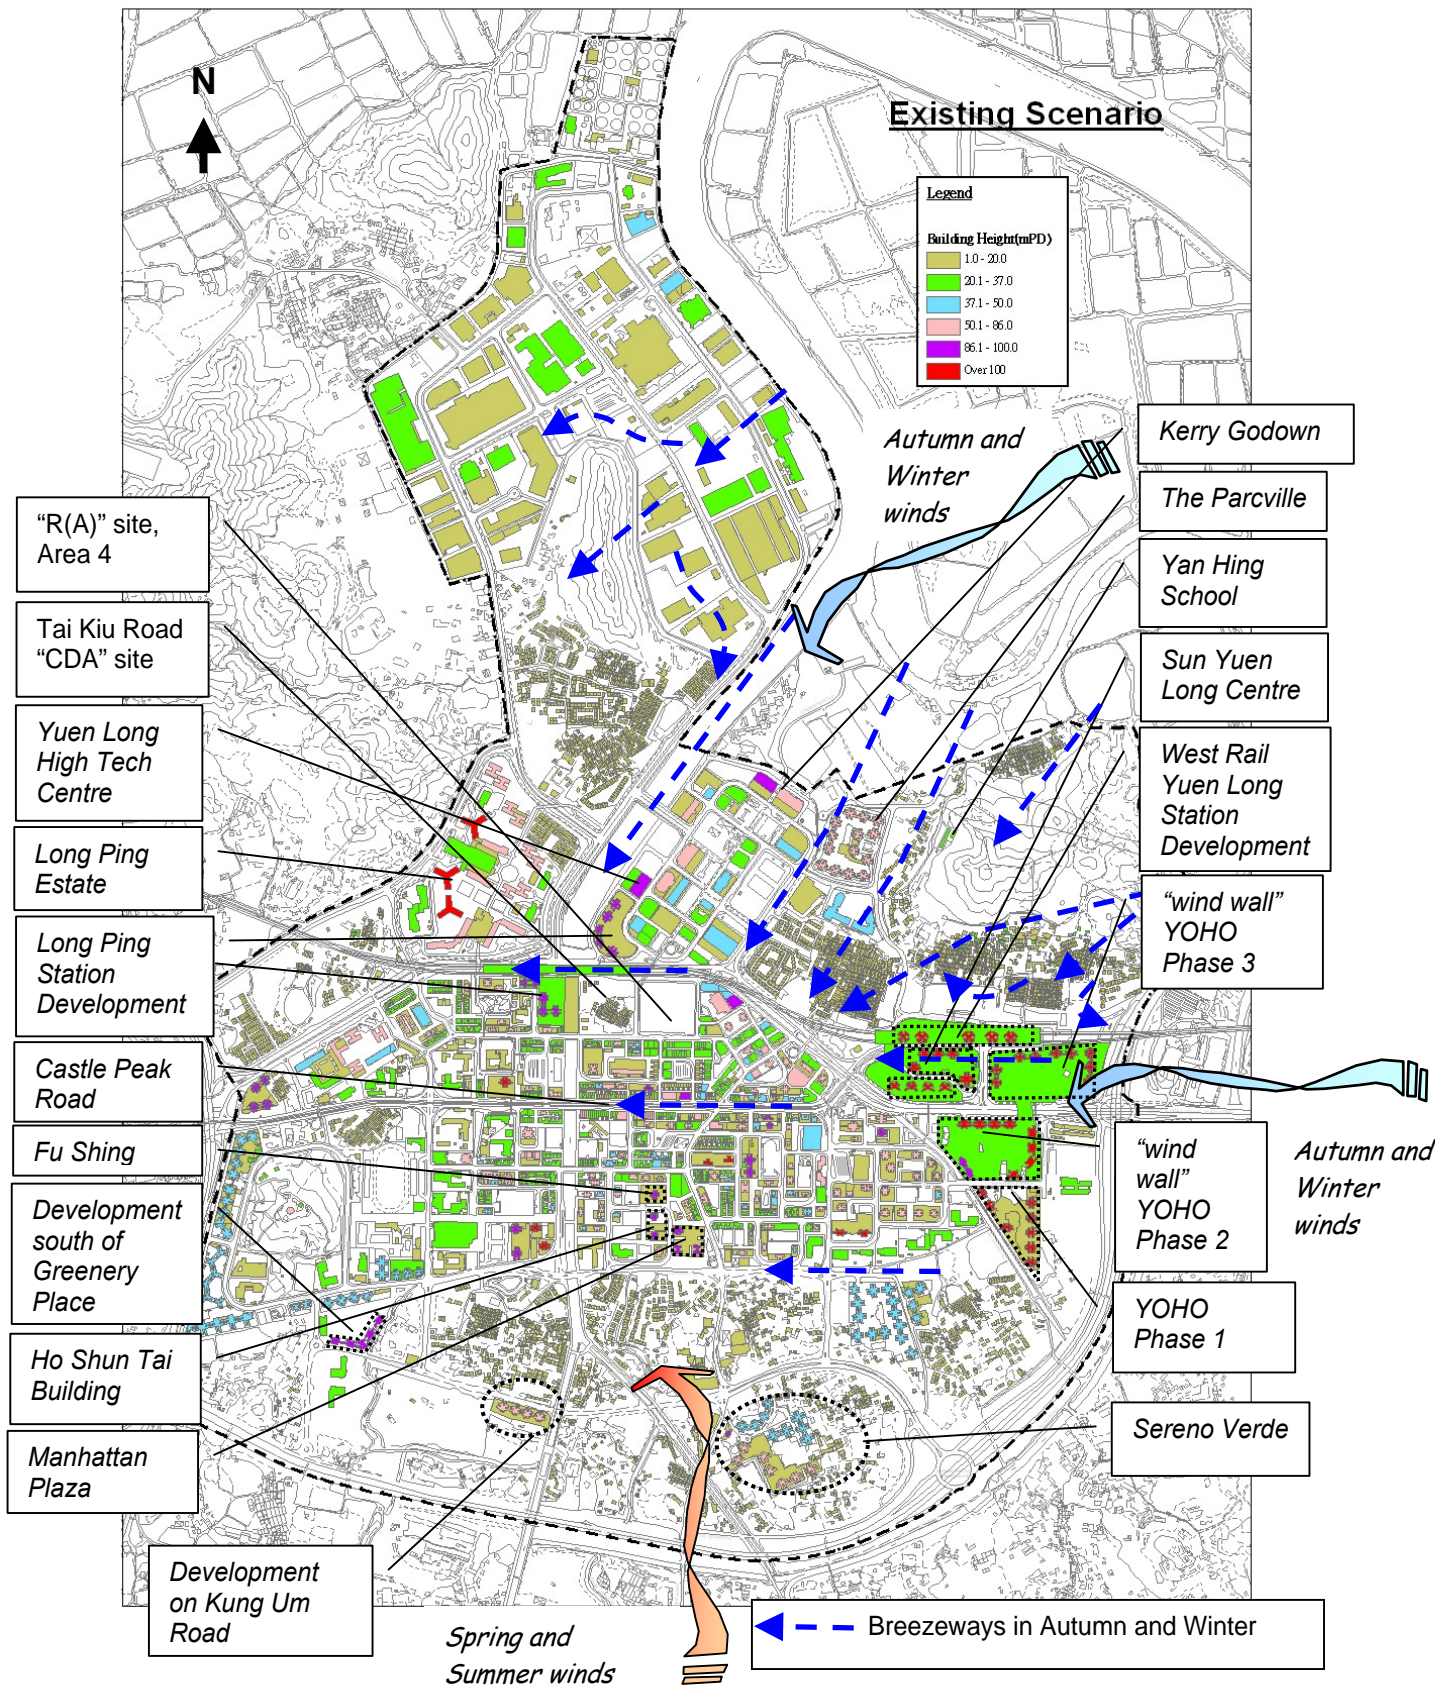 N
Existing Scenario
Legend
Building Height(mPD)
1.0 - 20.0
20.1 - 37.0
37.1 - 50.0
50.1 - 86.0
86.1 - 100.0
Over 100
Autumn and
Winter
winds
Kerry Godown
The Parcville
Yan Hing
School
Sun Yuen
Long Centre
West Rail
Yuen Long
Station
Development
“wind wall”
YOHO
Phase 3
“R(A)” site,
Area 4
Tai Kiu Road
“CDA” site
Yuen Long
High Tech
Centre
Long Ping
Estate
Long Ping
Station
Development
Castle Peak
Road
Fu Shing
Development
south of
Greenery
Place
Ho Shun Tai
Building
Manhattan
Plaza
Development
on Kung Um
Road
“wind
wall”
YOHO
Phase 2
Autumn and
Winter
winds
YOHO
Phase 1
Sereno Verde
Spring and
Summer winds
Breezeways in Autumn and Winter